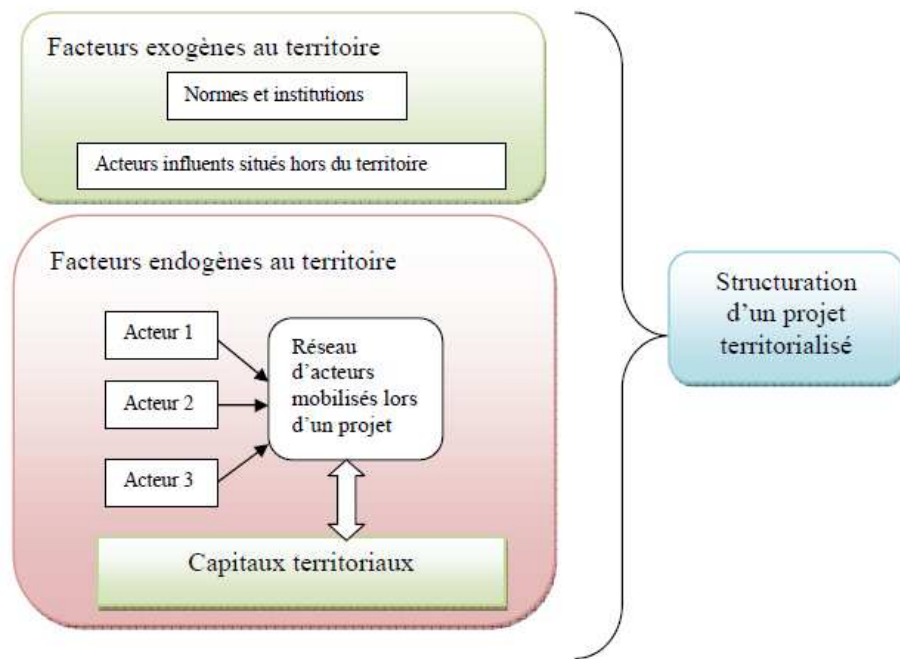 Facteurs exogènes au territoire
Normes et institutions
Acteurs influents situés hors du territoire
Facteurs endogènes au territoire
Acteur 1
Acteur 2
Acteur 3
Réseau
d'acteurs
mobilisés lors
d'un projet
Capitaux territoriaux
Structuration
d'un projet
territorialisé